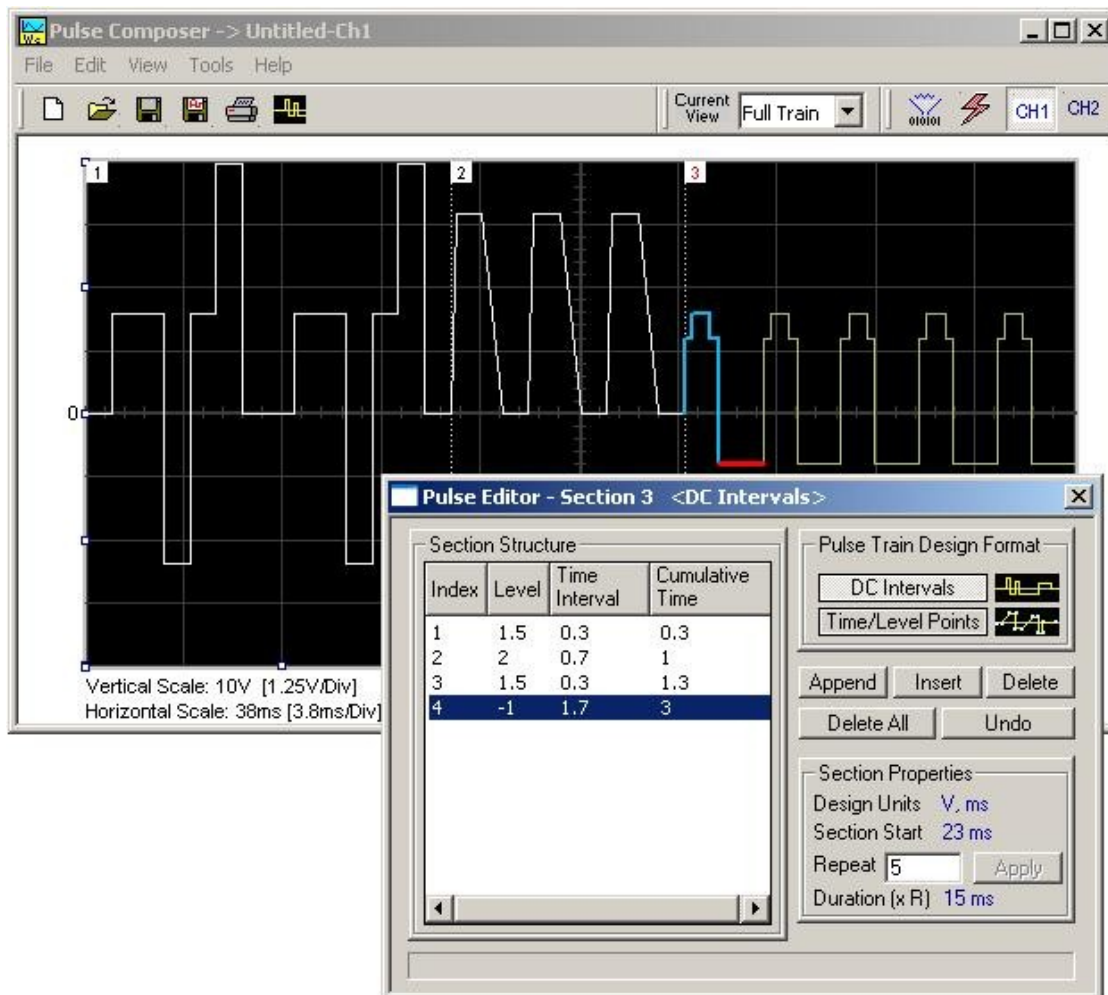 Pulse Composer -> Untitled-Ch1
File Edit View Tools Help
Current View Full Train 010101 CH1 CH2
1 2 3
0
Vertical Scale: 10V [1.25V/Div]
Horizontal Scale: 38ms [3.8ms/Div]
Pulse Editor - Section 3 <DC Intervals>
Section Structure
Index Level Time Interval Cumulative Time
1 1.5 0.3 0.3
2 2 0.7 1
3 1.5 0.3 1.3
4 -1 1.7 3
Pulse Train Design Format
DC Intervals
Time/Level Points
Append Insert Delete
Delete All Undo
Section Properties
Design Units V, ms
Section Start 23 ms
Repeat 5 Apply
Duration (x R) 15 ms